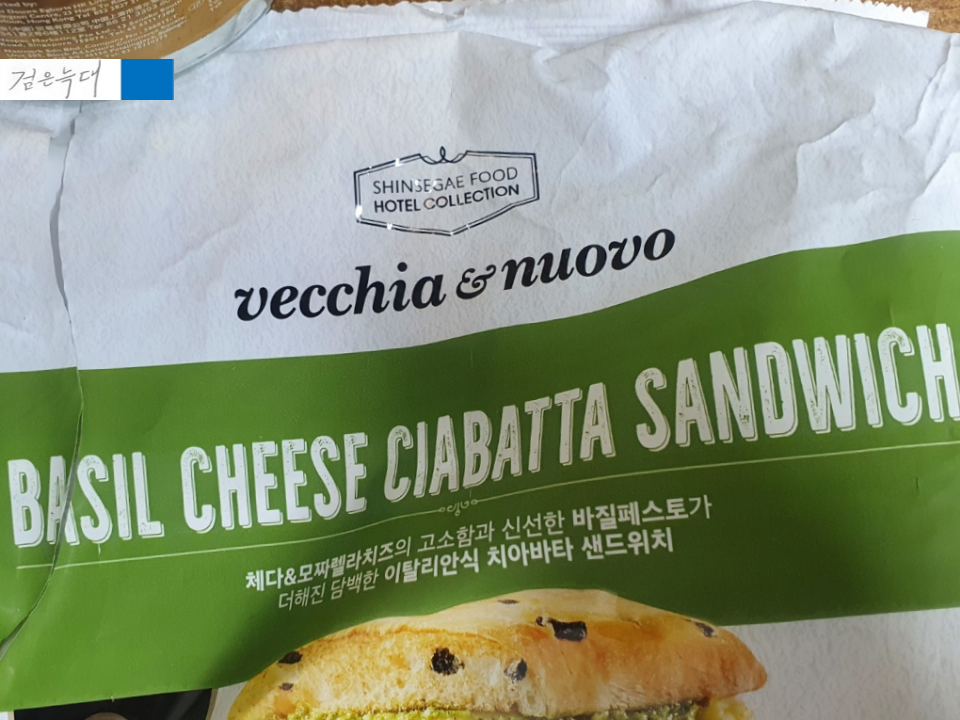 검은늑대
SHINSEGAE FOOD
HOTEL COLLECTION
vecchia & nuovo
BASIL CHEESE CIABATTA SANDWICH
체다&모짜렐라치즈의 고소함과 신선한 바질페스토가
더해진 담백한 이탈리안식 치아바타 샌드위치